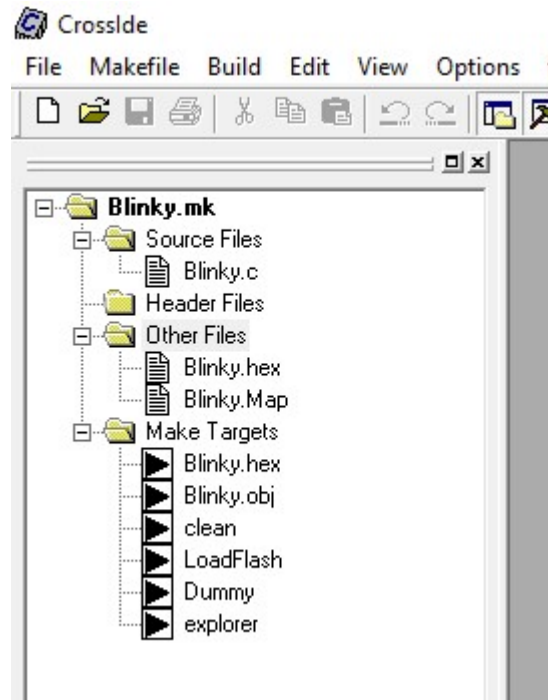 CrossIde
File Makefile Build Edit View Options
Blinky.mk
Source Files
Blinky.c
Header Files
Other Files
Blinky.hex
Blinky.Map
Make Targets
Blinky.hex
Blinky.obj
clean
LoadFlash
Dummy
explorer